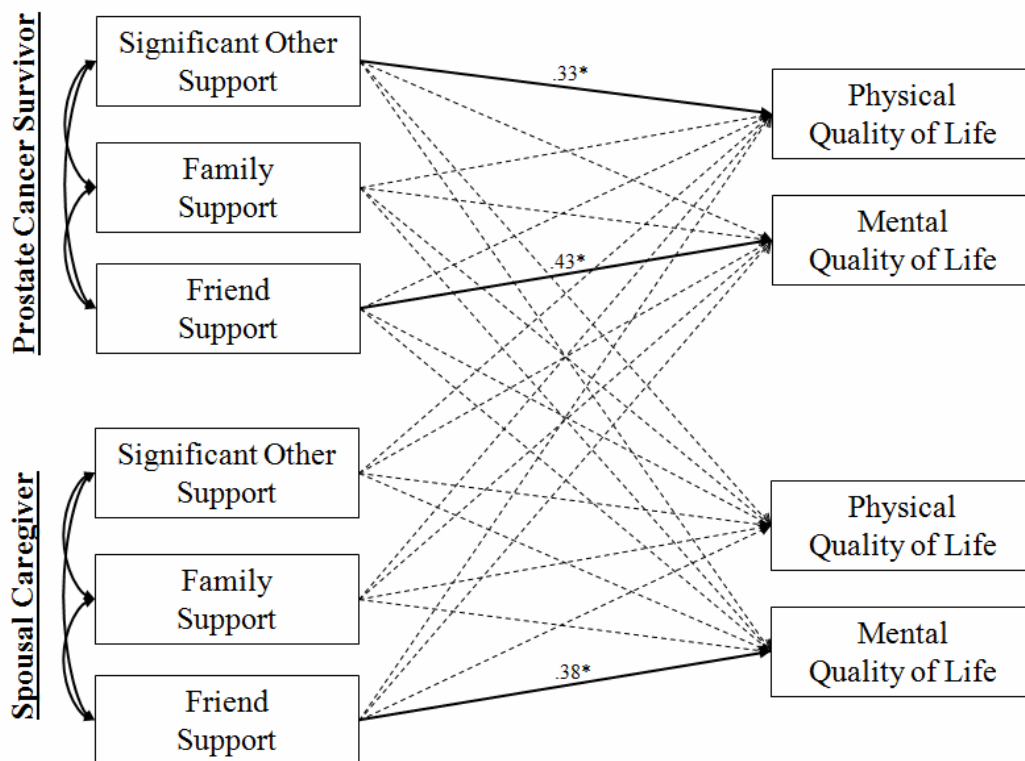 Prostate Cancer Survivor
Significant Other
Support
Family
Support
Friend
Support
.33*
.43*
Physical
Quality of Life
Mental
Quality of Life
Spousal Caregiver
Significant Other
Support
Family
Support
Friend
Support
.38*
Physical
Quality of Life
Mental
Quality of Life